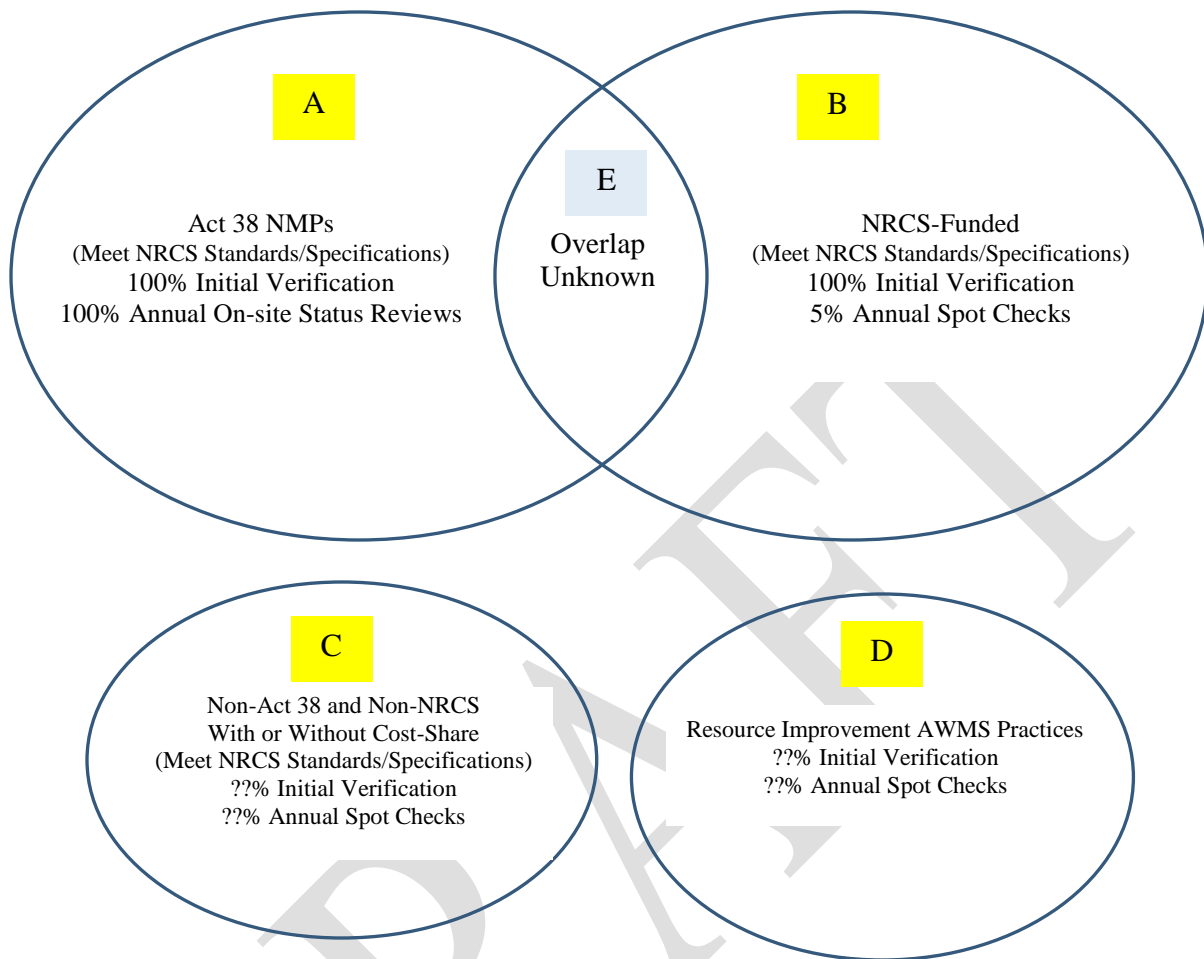 A
Act 38 NMPs
(Meet NRCS Standards/Specifications)
100% Initial Verification
100% Annual On-site Status Reviews
E
Overlap
Unknown
B
NRCS-Funded
(Meet NRCS Standards/Specifications)
100% Initial Verification
5% Annual Spot Checks
C
Non-Act 38 and Non-NRCS
With or Without Cost-Share
(Meet NRCS Standards/Specifications)
??% Initial Verification
??% Annual Spot Checks
D
Resource Improvement AWMS Practices
??% Initial Verification
??% Annual Spot Checks
DRAFT